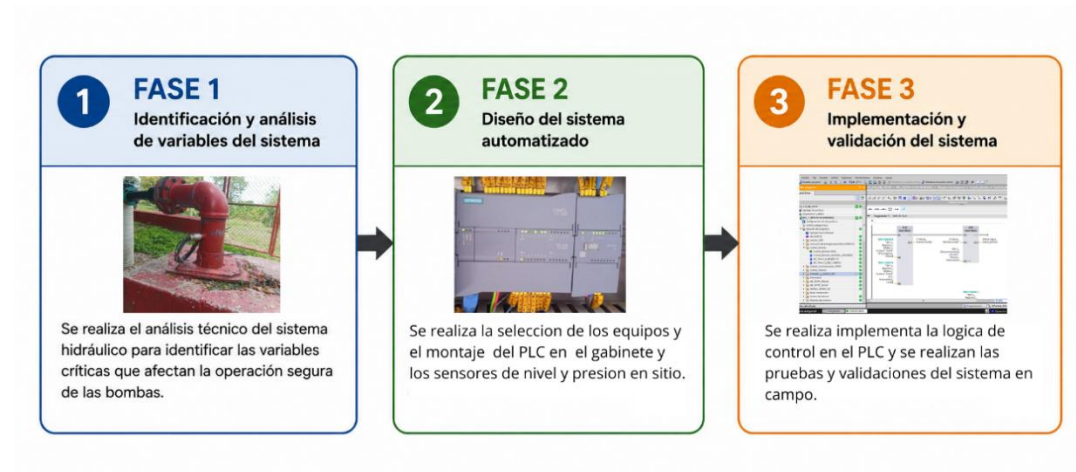 1
FASE 1
Identificación y análisis
de variables del sistema
Se realiza el análisis técnico del sistema
hidráulico para identificar las variables
críticas que afectan la operación segura
de las bombas.
2
FASE 2
Diseño del sistema
automatizado
SIEMENS
Se realiza la seleccion de los equipos y
el montaje del PLC en el gabinete y
los sensores de nivel y presion en sitio.
3
FASE 3
Implementación y
validación del sistema
Se realiza implementa la logica de
control en el PLC y se realizan las
pruebas y validaciones del sistema en
campo.